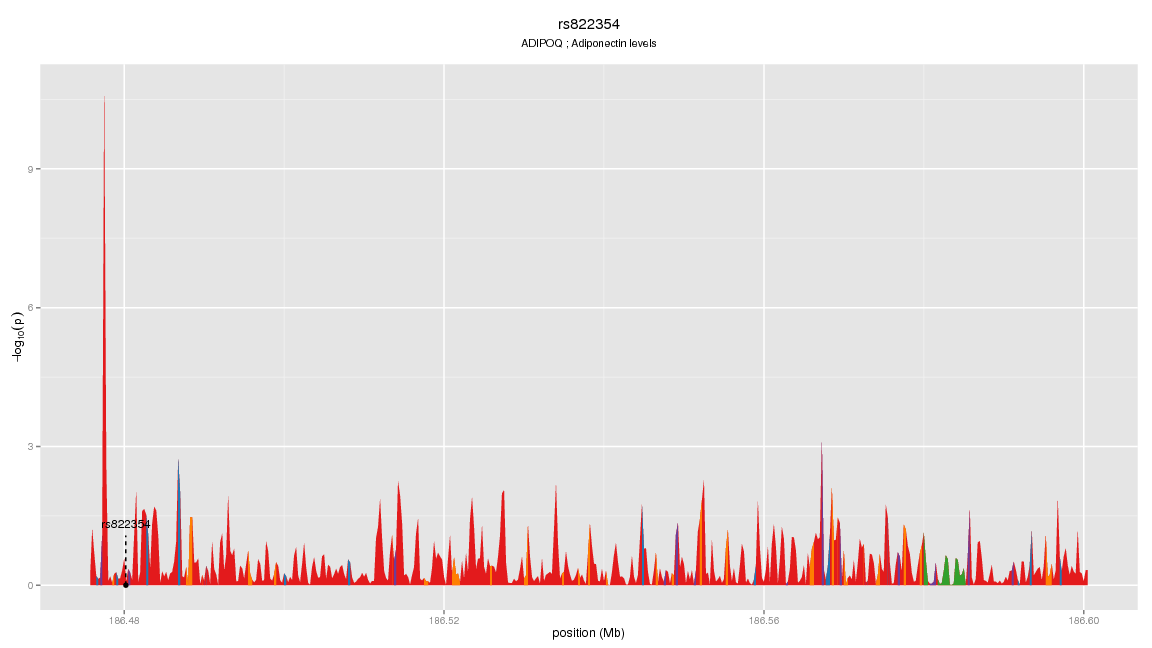 rs822354
ADIPOQ ; Adiponectin levels
9
6
3
0
−log₁₀(p)
rs822354
186.48
186.52
186.56
186.60
position (Mb)